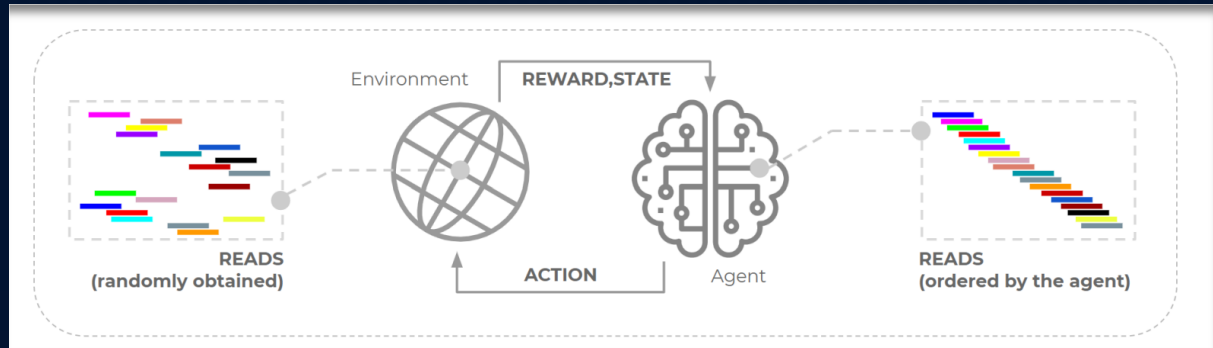 Environment
REWARD,STATE
READS
(randomly obtained)
ACTION
Agent
READS
(ordered by the agent)